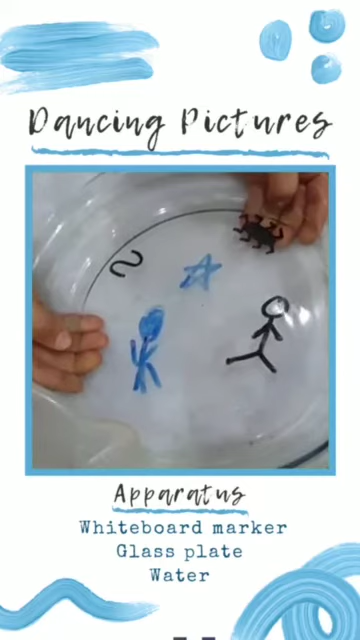 Dancing Pictures
Apparatus
Whiteboard marker
Glass plate
Water